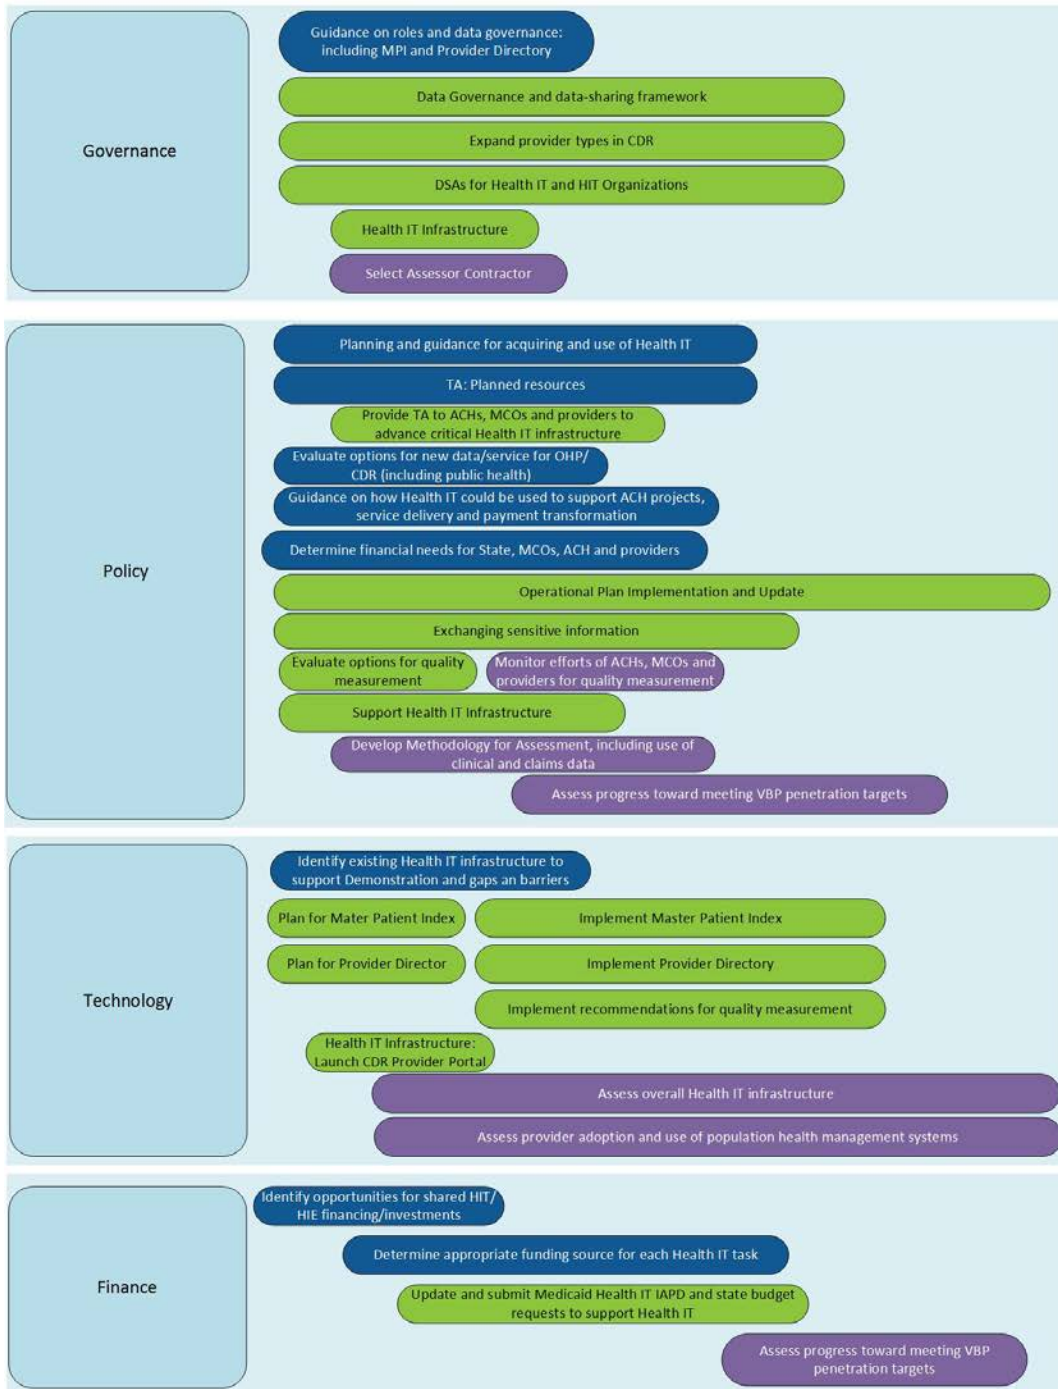 Governance
Guidance on roles and data governance:
including MPI and Provider Directory
Data Governance and data-sharing framework
Expand provider types in CDR
DSAs for Health IT and HIT Organizations
Health IT Infrastructure
Select Assessor Contractor
Policy
Planning and guidance for acquiring and use of Health IT
TA: Planned resources
Provide TA to ACHs, MCOs and providers to
advance critical Health IT infrastructure
Evaluate options for new data/service for OHP/
CDR (including public health)
Guidance on how Health IT could be used to support ACH projects,
service delivery and payment transformation
Determine financial needs for State, MCOs, ACH and providers
Operational Plan Implementation and Update
Exchanging sensitive information
Evaluate options for quality
measurement
Monitor efforts of ACHs, MCOs and
providers for quality measurement
Support Health IT Infrastructure
Develop Methodology for Assessment, including use of
clinical and claims data
Assess progress toward meeting VBP penetration targets
Technology
Identify existing Health IT infrastructure to
support Demonstration and gaps an barriers
Plan for Mater Patient Index
Implement Master Patient Index
Plan for Provider Director
Implement Provider Directory
Implement recommendations for quality measurement
Health IT Infrastructure:
Launch CDR Provider Portal
Assess overall Health IT infrastructure
Assess provider adoption and use of population health management systems
Finance
Identify opportunities for shared HIT/
HIE financing/investments
Determine appropriate funding source for each Health IT task
Update and submit Medicaid Health IT IAPD and state budget
requests to support Health IT
Assess progress toward meeting VBP
penetration targets